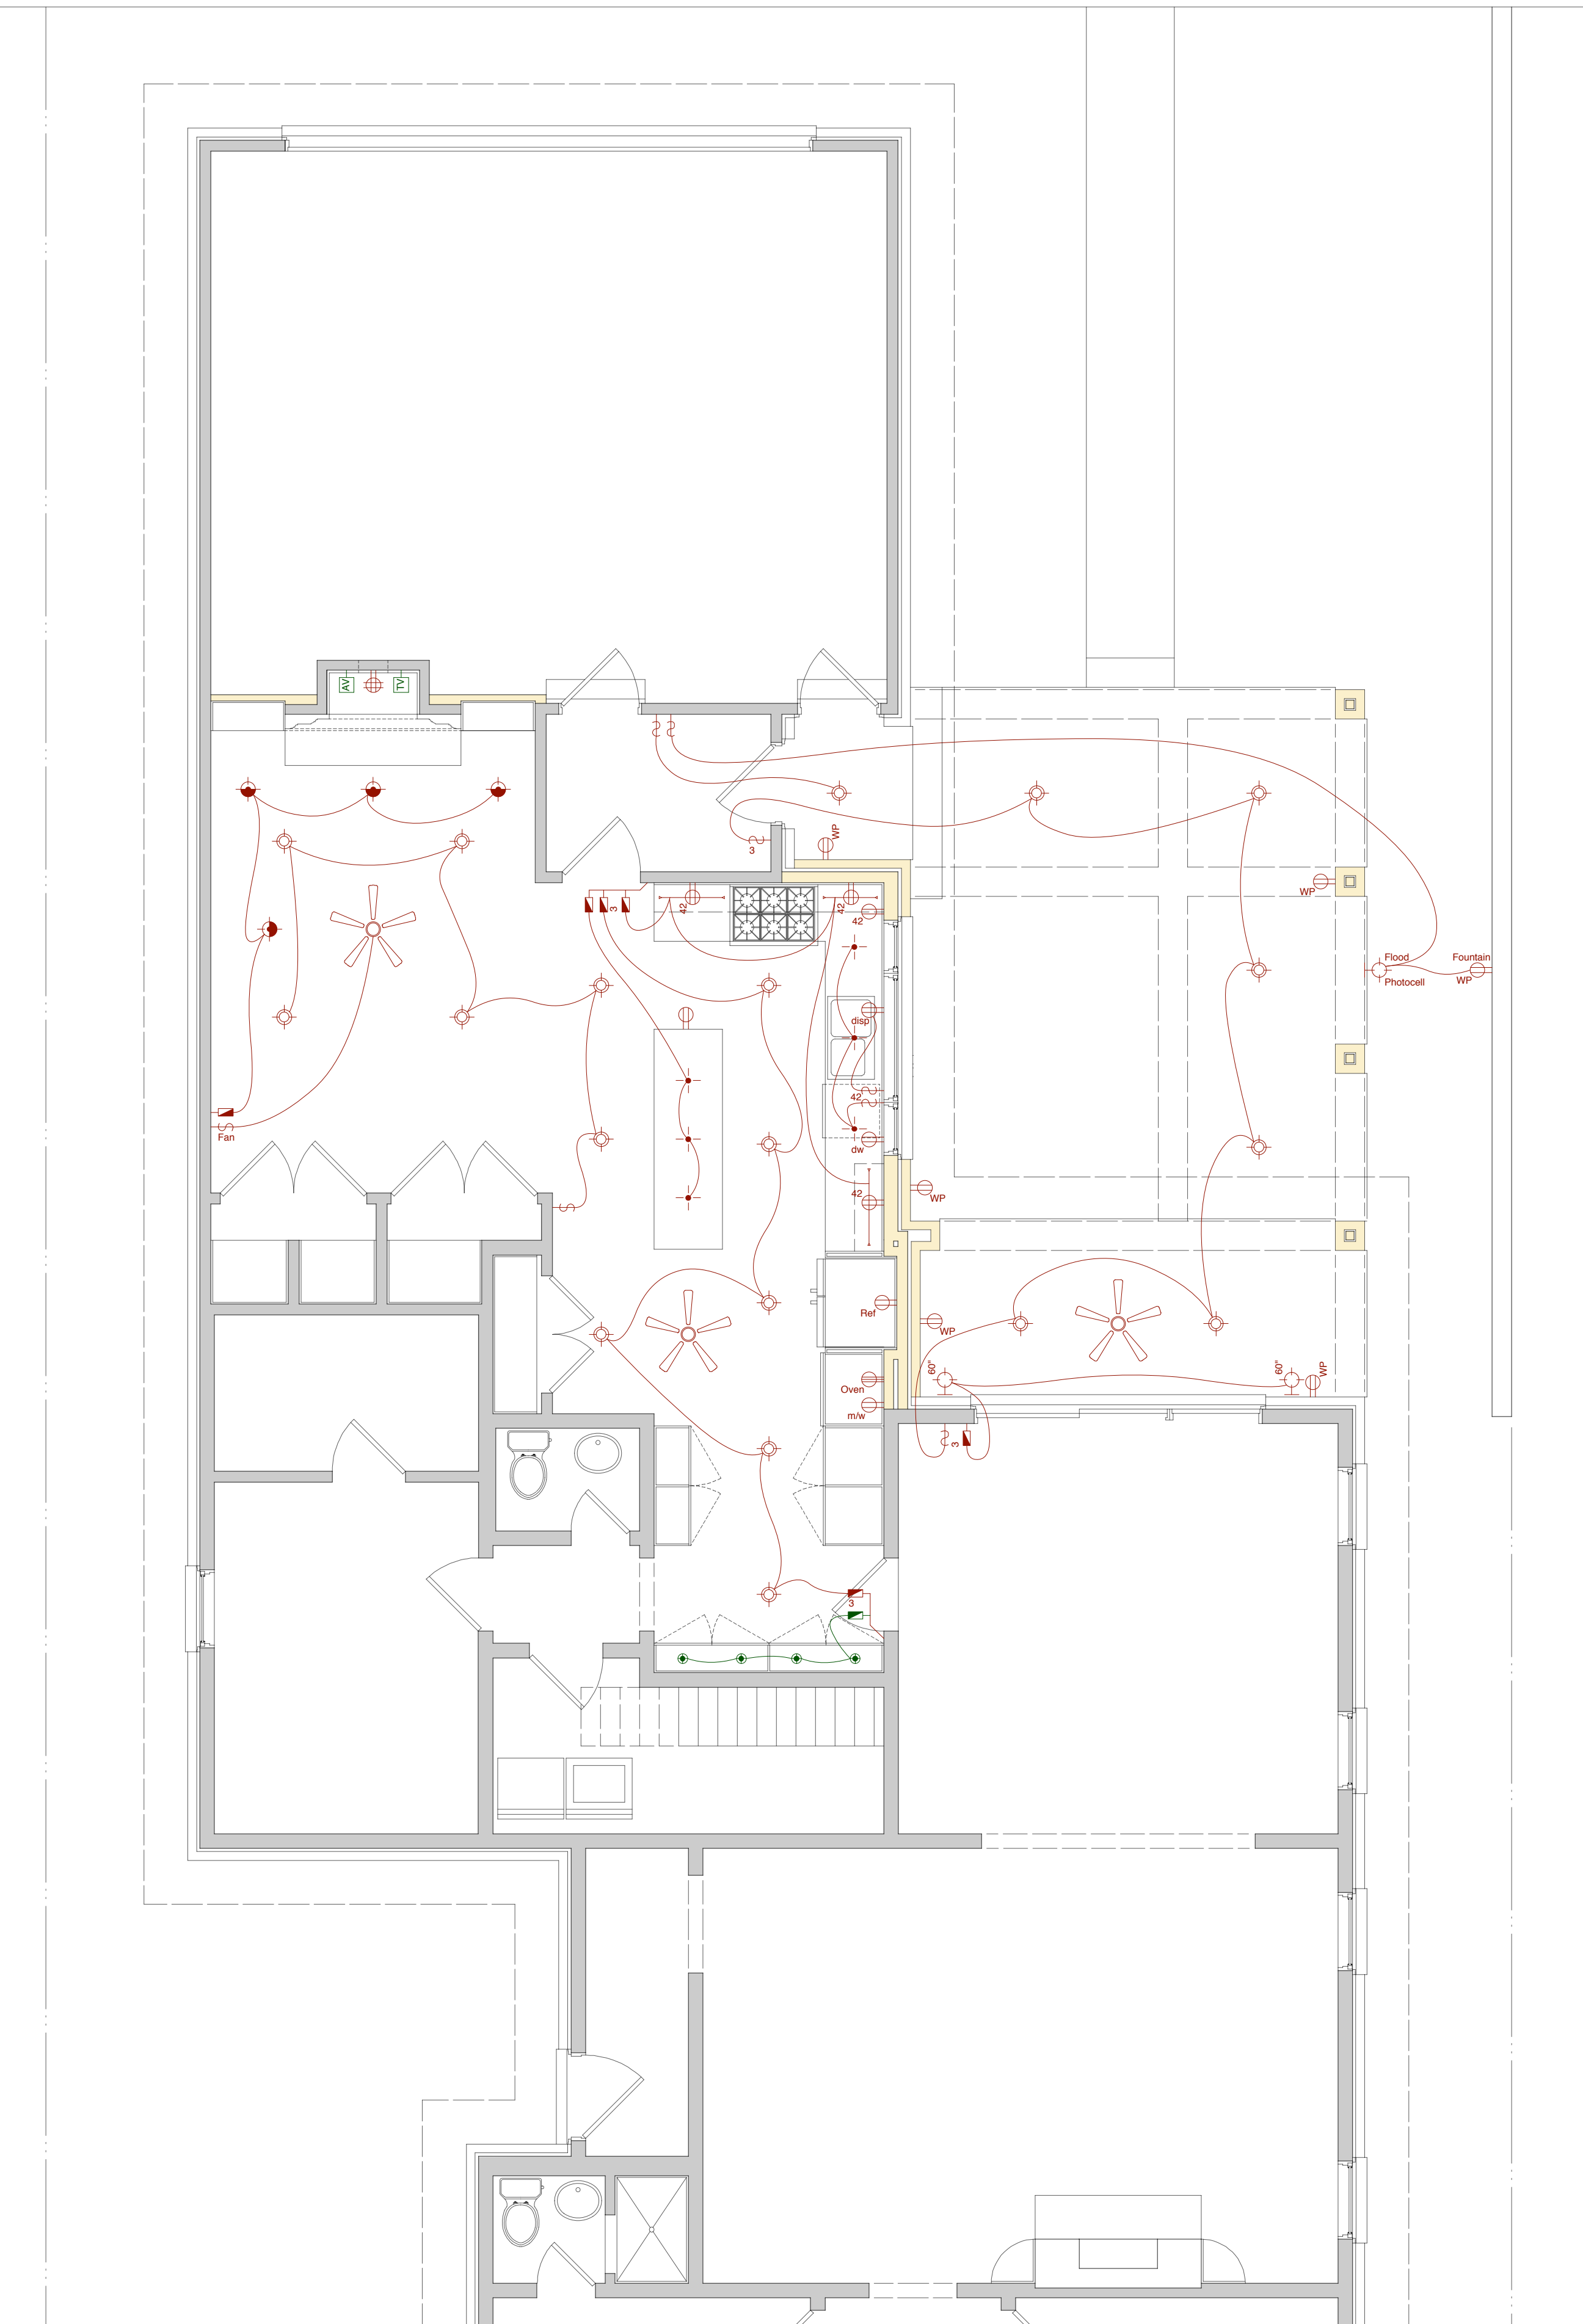 AV
TV
3
WP
3
42
42
42
WP
Flood
Fountain
Photocell
WP
disp
42
Fan
dw
42
WP
Ref
WP
60"
60"
WP
Oven
m/w
3
3